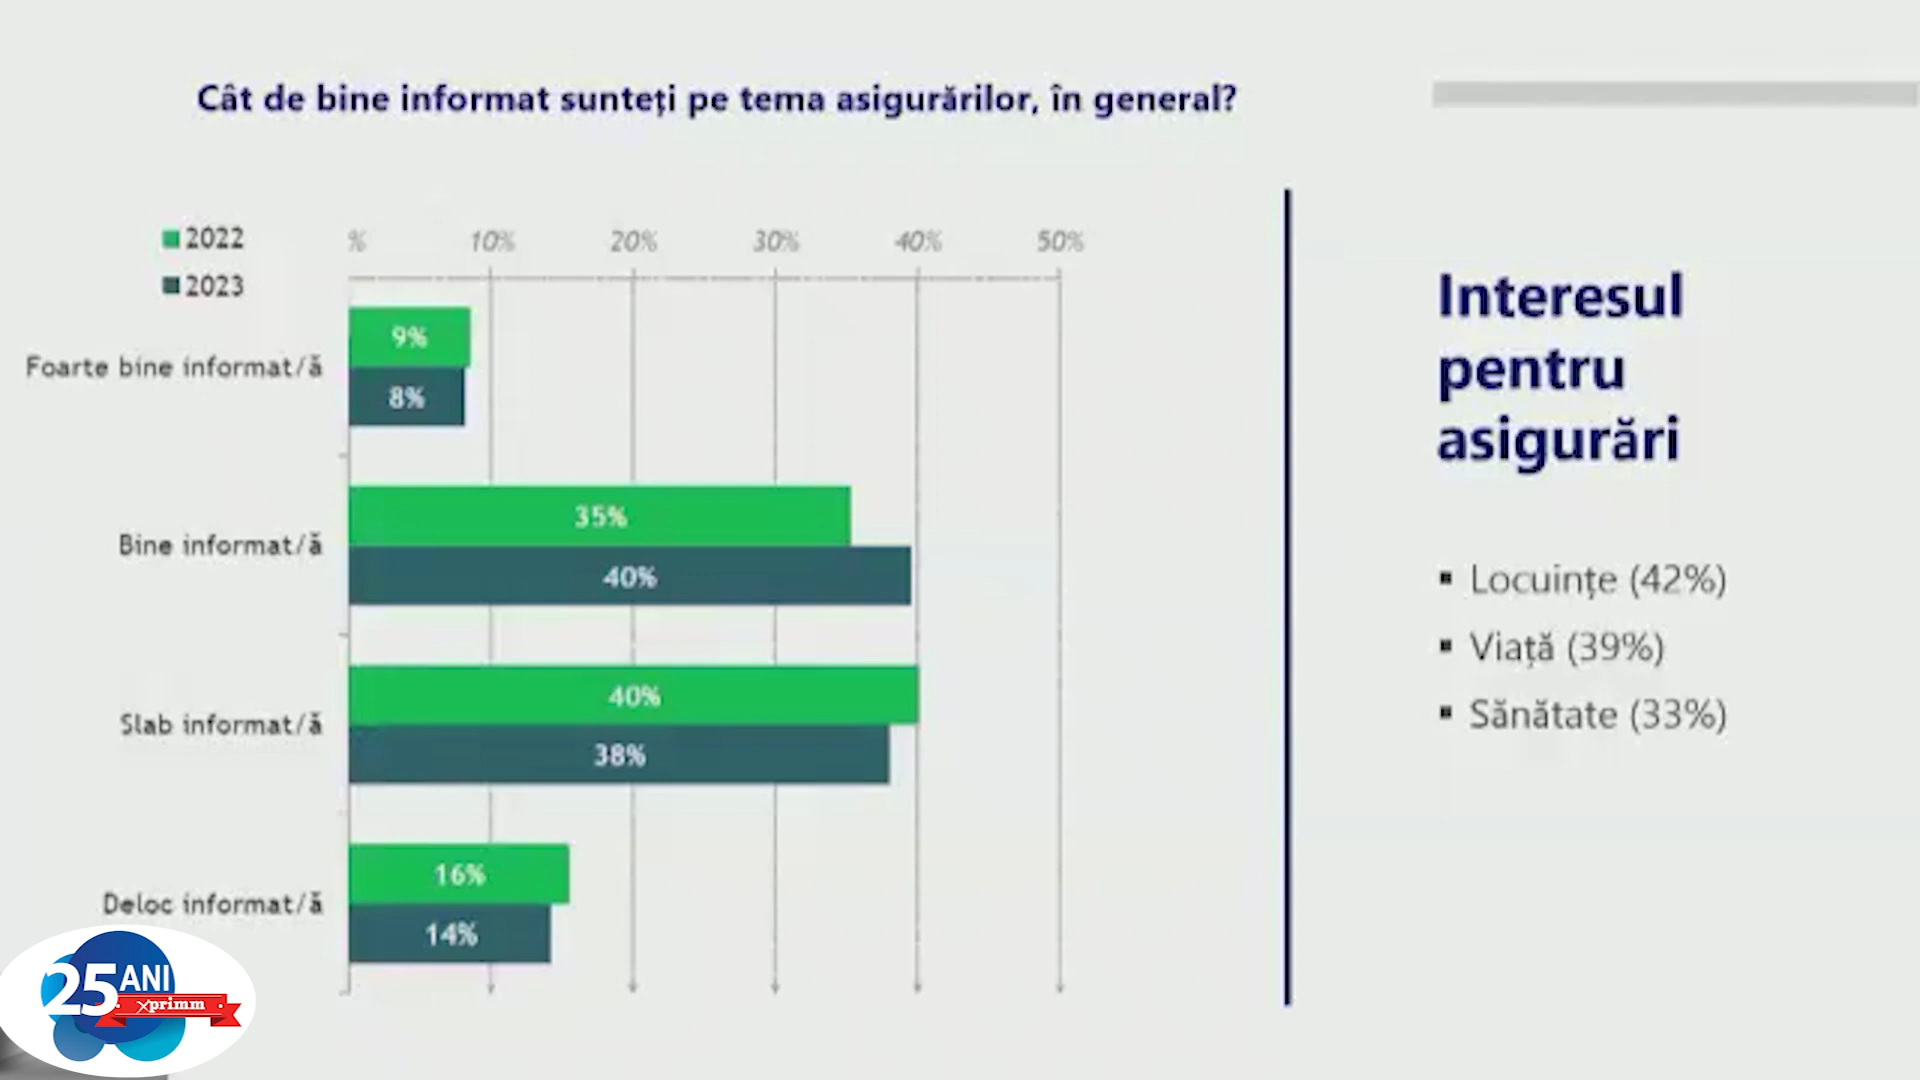 Cât de bine informat sunteți pe tema asigurărilor, în general?
2022
2023
% 10% 20% 30% 40% 50%
Foarte bine informat/ă
9%
8%
Bine informat/ă
35%
40%
Slab informat/ă
40%
38%
Deloc informat/ă
16%
14%
Interesul
pentru
asigurări
▪ Locuințe (42%)
▪ Viață (39%)
▪ Sănătate (33%)
25 ANI
xprimm